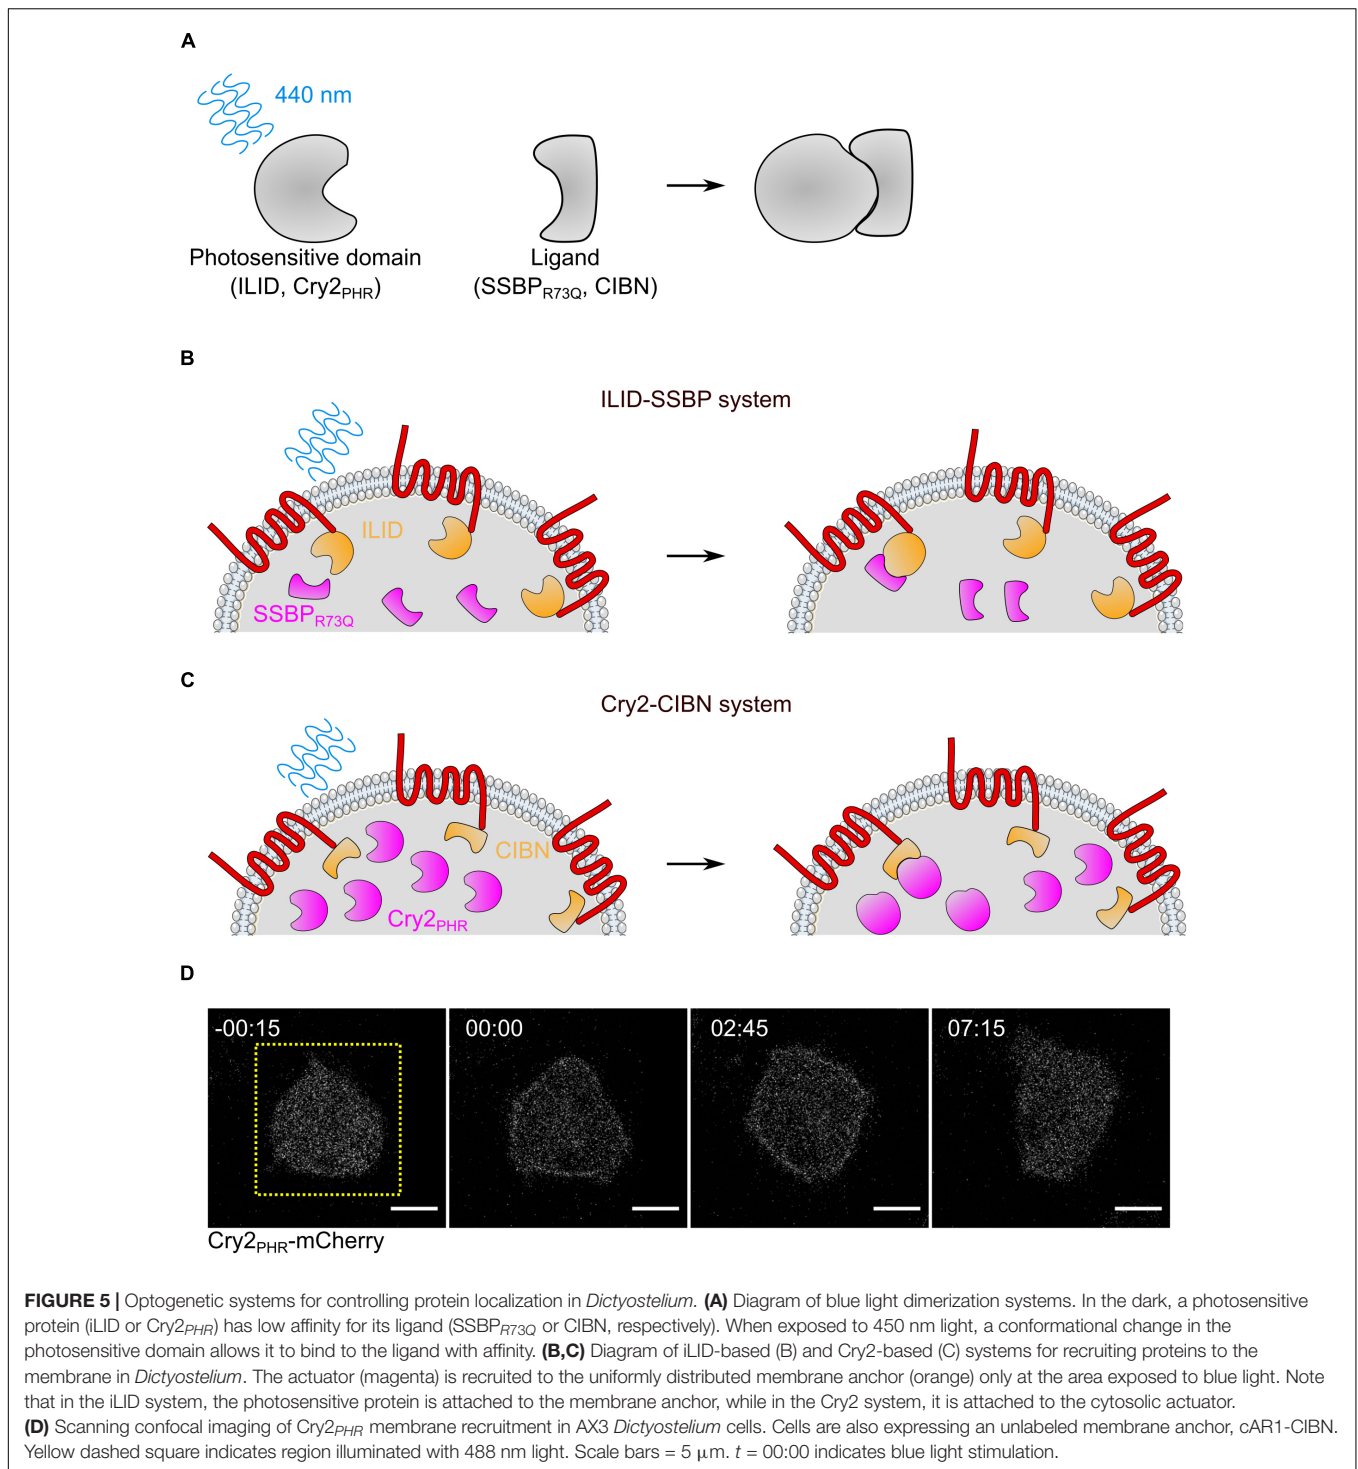 A
440 nm
Photosensitive domain
(ILID, Cry2PHR)
Ligand
(SSBPR73Q, CIBN)
B
ILID-SSBP system
ILID
SSBPR73Q
C
Cry2-CIBN system
CIBN
Cry2PHR
D
-00:15
00:00
02:45
07:15
Cry2PHR-mCherry
FIGURE 5 | Optogenetic systems for controlling protein localization in Dictyostelium. (A) Diagram of blue light dimerization systems. In the dark, a photosensitive
protein (iLID or Cry2PHR) has low affinity for its ligand (SSBPR73Q or CIBN, respectively). When exposed to 450 nm light, a conformational change in the
photosensitive domain allows it to bind to the ligand with affinity. (B,C) Diagram of iLID-based (B) and Cry2-based (C) systems for recruiting proteins to the
membrane in Dictyostelium. The actuator (magenta) is recruited to the uniformly distributed membrane anchor (orange) only at the area exposed to blue light. Note
that in the iLID system, the photosensitive protein is attached to the membrane anchor, while in the Cry2 system, it is attached to the cytosolic actuator.
(D) Scanning confocal imaging of Cry2PHR membrane recruitment in AX3 Dictyostelium cells. Cells are also expressing an unlabeled membrane anchor, cAR1-CIBN.
Yellow dashed square indicates region illuminated with 488 nm light. Scale bars = 5 μm. t = 00:00 indicates blue light stimulation.